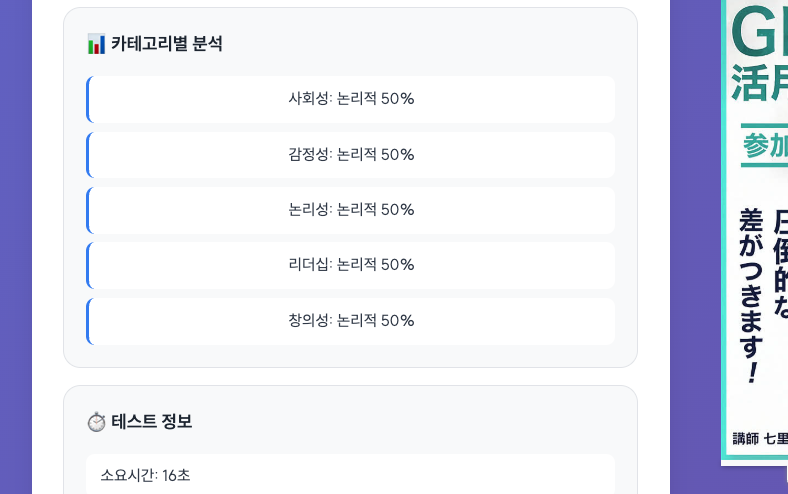 📊 카테고리별 분석
사회성: 논리적 50%
감정성: 논리적 50%
논리성: 논리적 50%
리더십: 논리적 50%
창의성: 논리적 50%
⏱️ 테스트 정보
소요시간: 16초
活用
参加
圧倒的な
差がつきます!
講師 七里